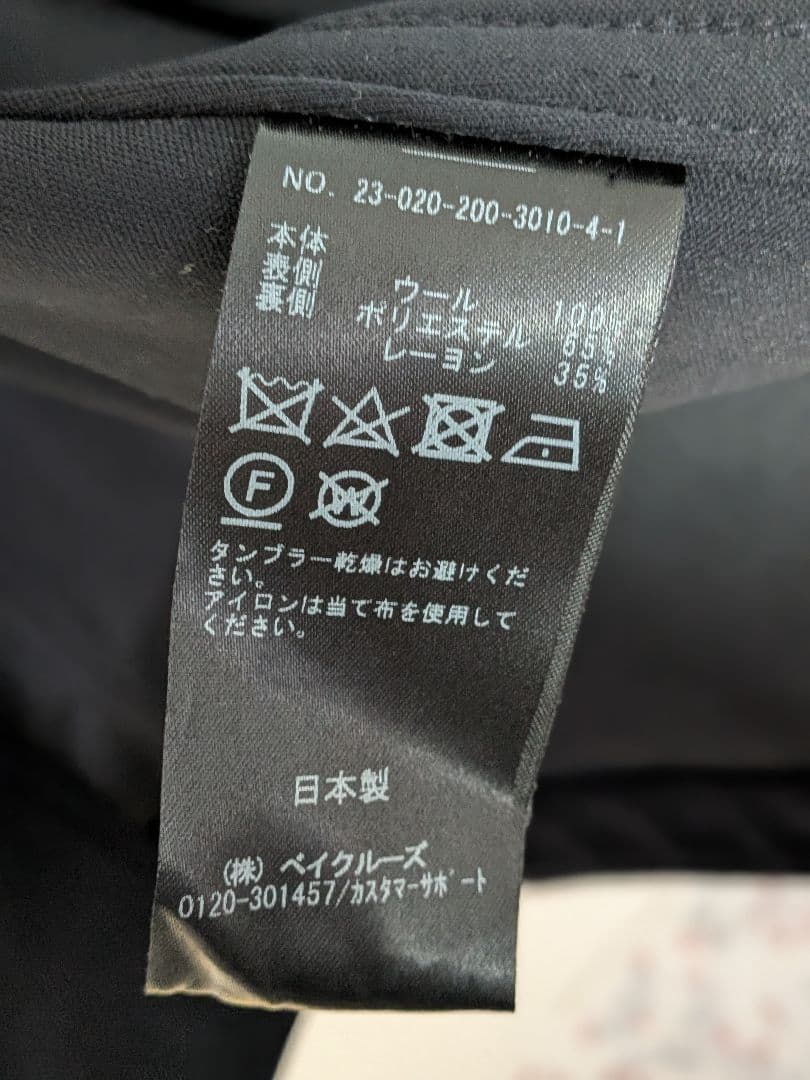 NO. 23-020-200-3010-4-1
本体
表側 ウール 100%
裏側 ポリエステル 65%
レーヨン 35%
F
W
タンブラー乾燥はお避けくだ
さい。
アイロンは当て布を使用して
ください。
日本製
(株) ベイクルーズ
0120-301457/カスタマーサポート